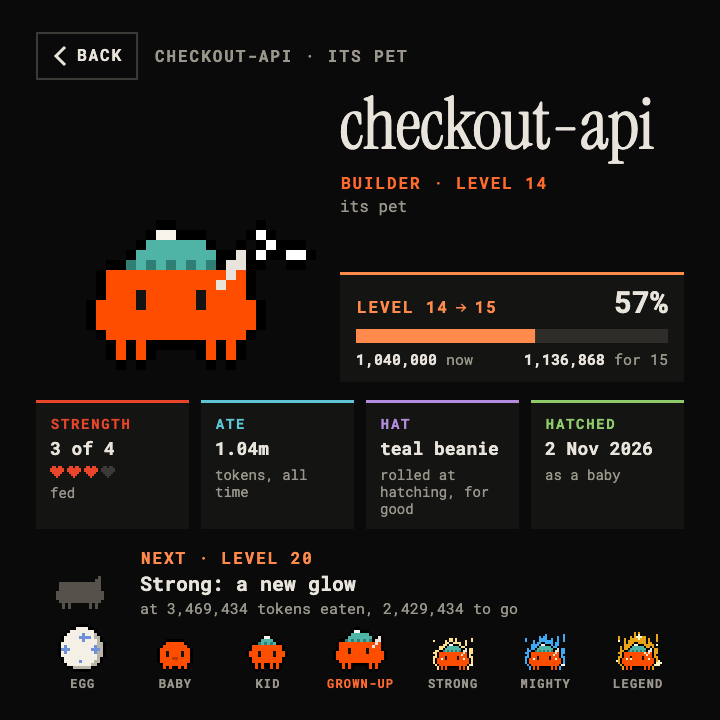 BACK
CHECKOUT-API · ITS PET
checkout-api
BUILDER · LEVEL 14
its pet
LEVEL 14 → 15
57%
1,040,000 now
1,136,868 for 15
STRENGTH
3 of 4
fed
ATE
1.04m
tokens, all
time
HAT
teal beanie
rolled at
hatching, for
good
HATCHED
2 Nov 2026
as a baby
NEXT · LEVEL 20
Strong: a new glow
at 3,469,434 tokens eaten, 2,429,434 to go
EGG
BABY
KID
GROWN-UP
STRONG
MIGHTY
LEGEND